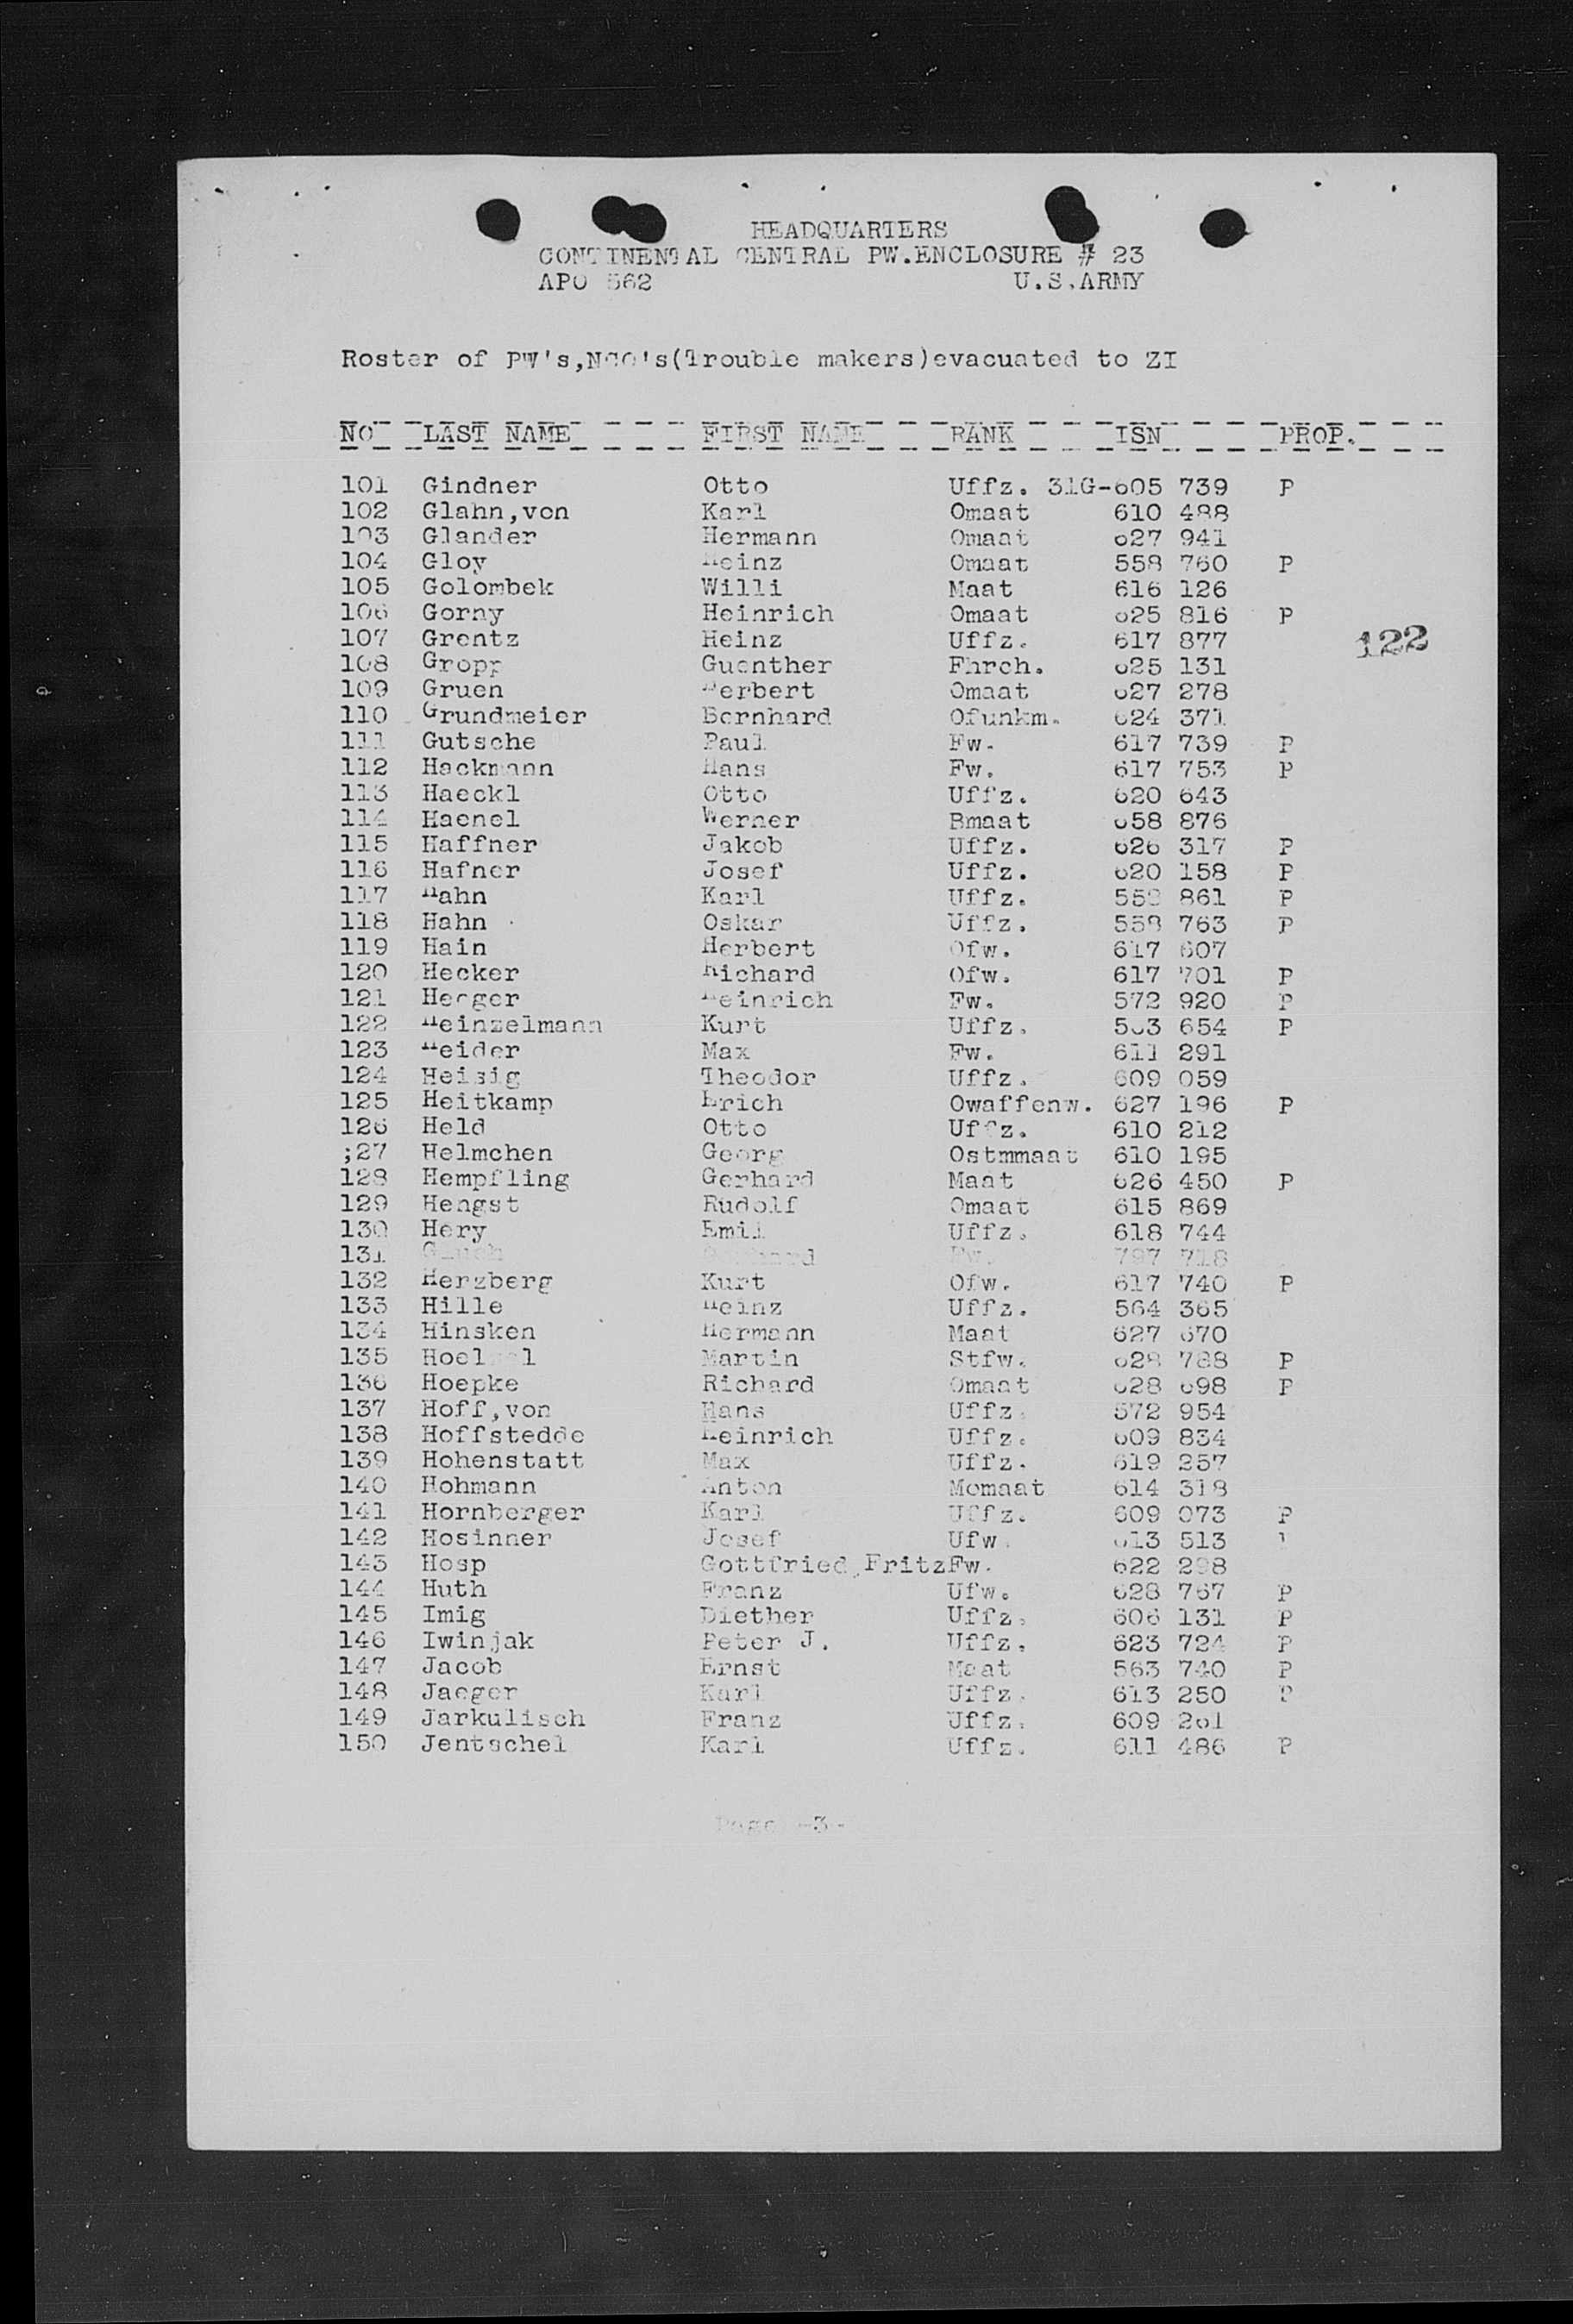 HEADQUARTERS
CONTINENTAL CENTRAL PW.ENCLOSURE # 23
APO 562 U.S.ARMY
Roster of PW's,NCO's(Trouble makers)evacuated to ZI
NO LAST NAME FIRST NAME RANK ISN PROP.
101 Gindner Otto Uffz. 31G-605 739 P
102 Glahn,von Karl Omaat 610 488
103 Glander Hermann Omaat 627 941
104 Gloy Heinz Omaat 558 760 P
105 Golombek Willi Maat 616 126
106 Gorny Heinrich Omaat 625 816 P
107 Grentz Heinz Uffz. 617 877
122
108 Gropp Guenther Fhrch. 625 131
109 Gruen Herbert Omaat 627 278
110 Grundmeier Bernhard Ofunkm. 624 371
111 Gutsche Paul Fw. 617 739 P
112 Hackmann Hans Fw. 617 753 P
113 Haeckl Otto Uffz. 620 643
114 Haenel Werner Bmaat 658 876
115 Haffner Jakob Uffz. 626 317 P
116 Hafner Josef Uffz. 620 158 P
117 Hahn Karl Uffz. 861 P
118 Hahn Oskar Uffz. 558 763 P
119 Hain Herbert Ofw. 617 607
120 Hecker Richard Ofw. 617 701 P
121 Heeger Heinrich Fw. 572 920 P
122 Heinzelmann Kurt Uffz. 563 654 P
123 Heider Max Fw. 611 291
124 Heisig Theodor Uffz. 609 059
125 Heitkamp Erich Owaffenw. 627 196 P
126 Held Otto Uffz. 610 212
;27 Helmchen Georg Ostmmaat 610 195
128 Hempfling Gerhard Maat 626 450 P
129 Hengst Rudolf Omaat 615 869
130 Hery Emil Uffz. 618 744
131 Fw. 797 718
132 Herzberg Kurt Ofw. 617 740 P
133 Hille Heinz Uffz. 564 365
134 Hinsken Hermann Maat 627 670
135 Martin Stfw. 628 788 P
136 Hoepke Richard Omaat 628 698 P
137 Hoff,von Hans Uffz. 572 954
138 Hoffstedde Heinrich Uffz. 609 834
139 Hohenstatt Max Uffz. 619 257
140 Hohmann Anton Momaat 614 318
141 Hornberger Karl Uffz. 609 073 P
142 Hosinner Josef Ufw. 613 513
143 Hosp Gottfried,Fritz Fw. 622 298
144 Huth Franz Ufw. 628 767 P
145 Imig Diether Uffz. 606 131 P
146 Iwinjak Peter J. Uffz. 623 724 P
147 Jacob Ernst Maat 563 740 P
148 Jaeger Karl Uffz. 613 250 P
149 Jarkulisch Franz Uffz. 609 261
150 Jentschel Karl Uffz. 611 486 P
Page -3-